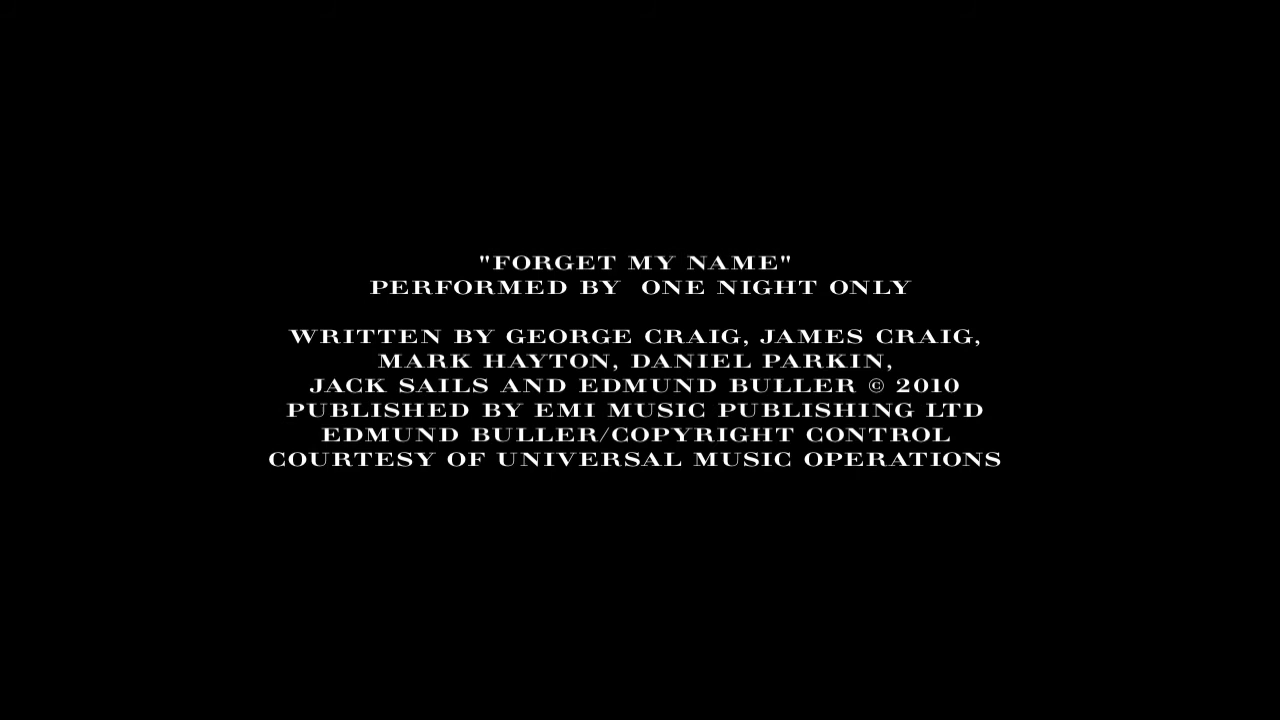 "FORGET MY NAME"
PERFORMED BY  ONE NIGHT ONLY
WRITTEN BY GEORGE CRAIG, JAMES CRAIG,
MARK HAYTON, DANIEL PARKIN,
JACK SAILS AND EDMUND BULLER © 2010
PUBLISHED BY EMI MUSIC PUBLISHING LTD
EDMUND BULLER/COPYRIGHT CONTROL
COURTESY OF UNIVERSAL MUSIC OPERATIONS